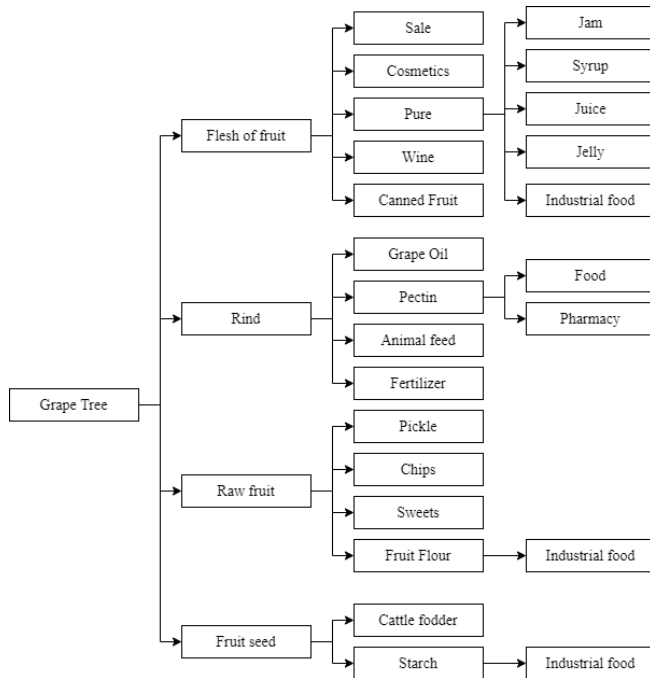 Grape Tree
Flesh of fruit
Sale
Cosmetics
Pure
Jam
Syrup
Juice
Jelly
Industrial food
Wine
Canned Fruit
Rind
Grape Oil
Pectin
Food
Pharmacy
Animal feed
Fertilizer
Raw fruit
Pickle
Chips
Sweets
Fruit Flour
Industrial food
Fruit seed
Cattle fodder
Starch
Industrial food